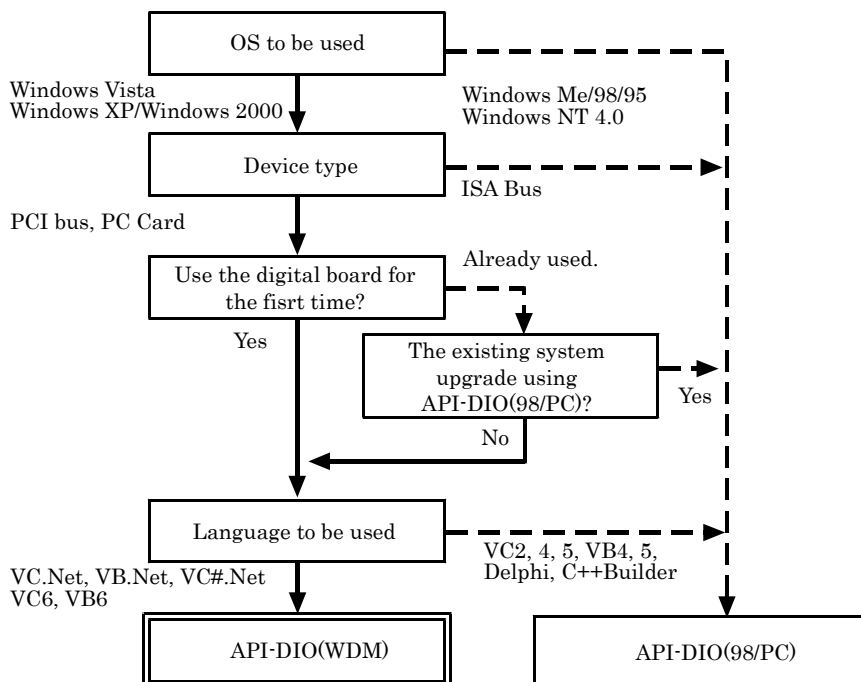 OS to be used
Windows Vista
Windows XP/Windows 2000
Windows Me/98/95
Windows NT 4.0
Device type
ISA Bus
PCI bus, PC Card
Use the digital board for
the fisrt time?
Already used.
Yes
The existing system
upgrade using
API-DIO(98/PC)?
Yes
No
Language to be used
VC2, 4, 5, VB4, 5,
Delphi, C++Builder
VC.Net, VB.Net, VC#.Net
VC6, VB6
API-DIO(WDM)
API-DIO(98/PC)